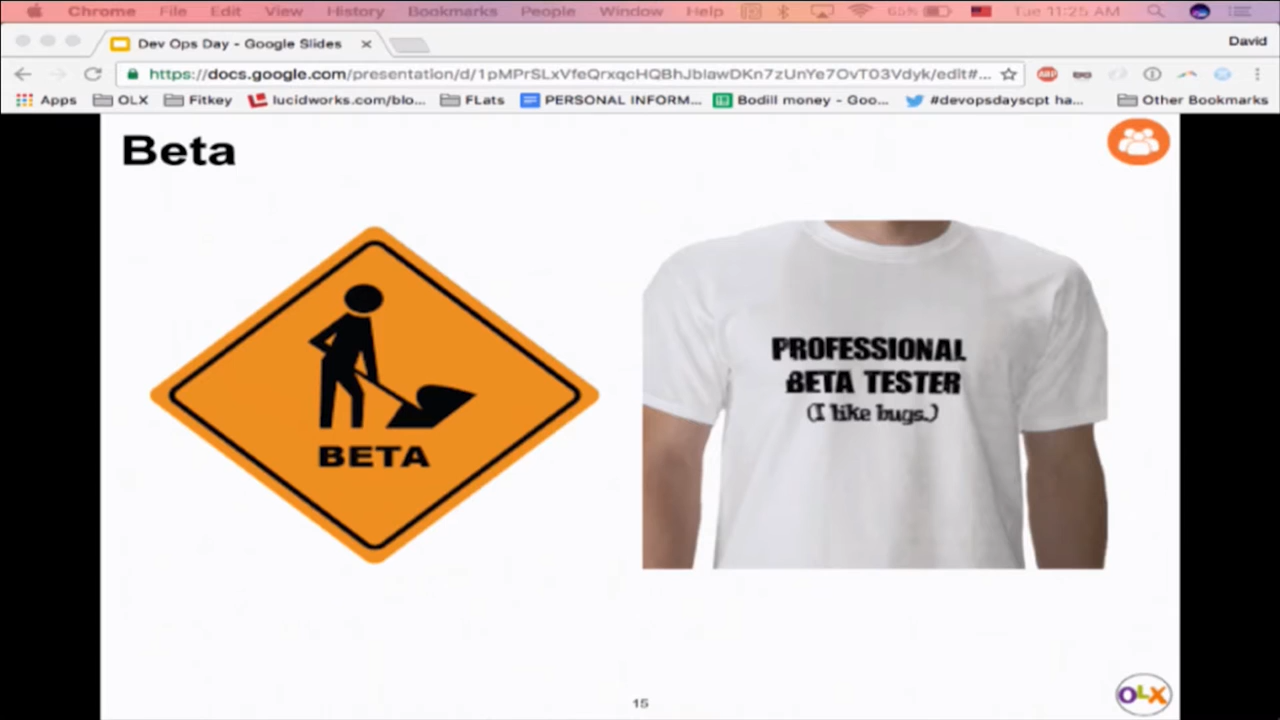 Chrome File Edit View History Bookmarks People Window Help 65% Tue 11:25 AM
Dev Ops Day - Google Slides
David
https://docs.google.com/presentation/d/1pMPrSLxVfeQrxqcHQBhJblawDKn7zUnYe7OvT03Vdyk/edit#...
ABP
Apps OLX Fitkey lucidworks.com/blo... FLats PERSONAL INFORM... Bodill money - Goo... #devopsdayscpt ha... Other Bookmarks
Beta
BETA
PROFESSIONAL
BETA TESTER
(I like bugs.)
15
OLX